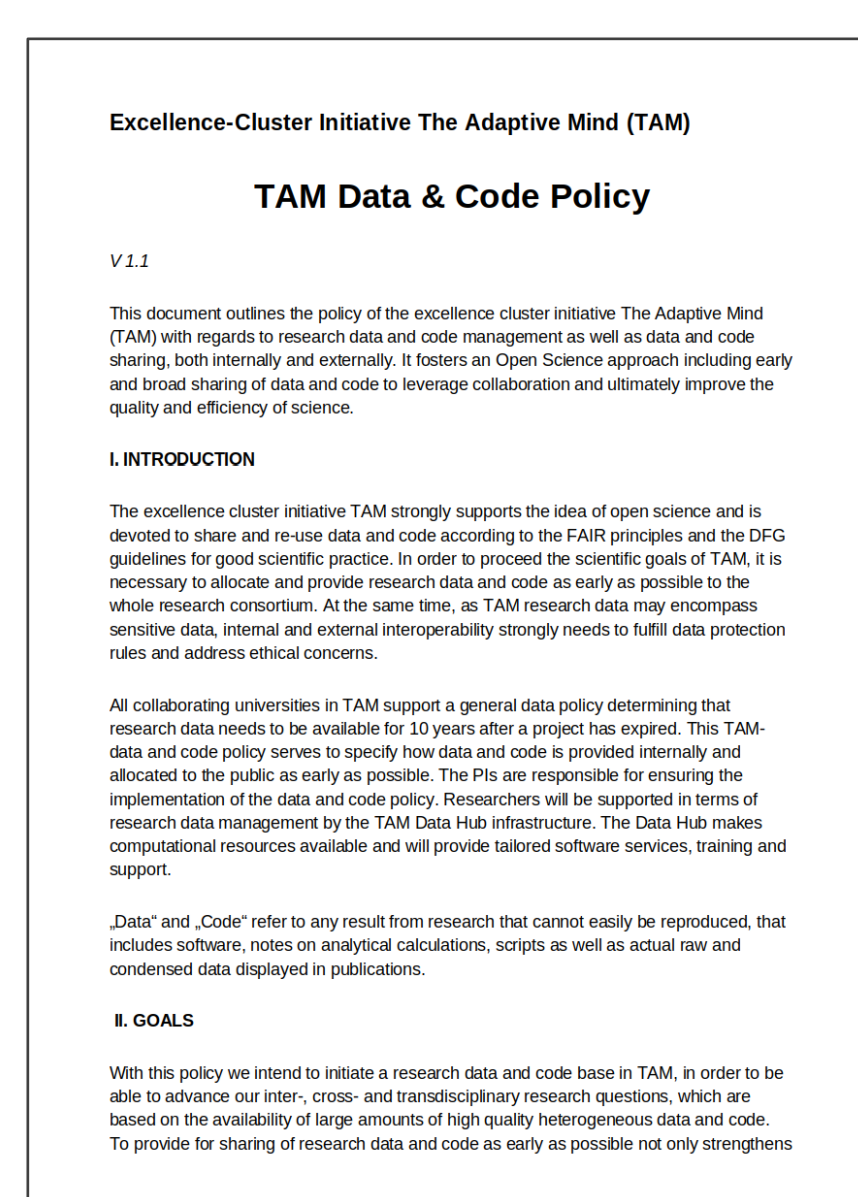 Excellence-Cluster Initiative The Adaptive Mind (TAM)
TAM Data & Code Policy
V 1.1
This document outlines the policy of the excellence cluster initiative The Adaptive Mind
(TAM) with regards to research data and code management as well as data and code
sharing, both internally and externally. It fosters an Open Science approach including early
and broad sharing of data and code to leverage collaboration and ultimately improve the
quality and efficiency of science.
I. INTRODUCTION
The excellence cluster initiative TAM strongly supports the idea of open science and is
devoted to share and re-use data and code according to the FAIR principles and the DFG
guidelines for good scientific practice. In order to proceed the scientific goals of TAM, it is
necessary to allocate and provide research data and code as early as possible to the
whole research consortium. At the same time, as TAM research data may encompass
sensitive data, internal and external interoperability strongly needs to fulfill data protection
rules and address ethical concerns.
All collaborating universities in TAM support a general data policy determining that
research data needs to be available for 10 years after a project has expired. This TAM-
data and code policy serves to specify how data and code is provided internally and
allocated to the public as early as possible. The PIs are responsible for ensuring the
implementation of the data and code policy. Researchers will be supported in terms of
research data management by the TAM Data Hub infrastructure. The Data Hub makes
computational resources available and will provide tailored software services, training and
support.
„Data“ and „Code“ refer to any result from research that cannot easily be reproduced, that
includes software, notes on analytical calculations, scripts as well as actual raw and
condensed data displayed in publications.
II. GOALS
With this policy we intend to initiate a research data and code base in TAM, in order to be
able to advance our inter-, cross- and transdisciplinary research questions, which are
based on the availability of large amounts of high quality heterogeneous data and code.
To provide for sharing of research data and code as early as possible not only strengthens